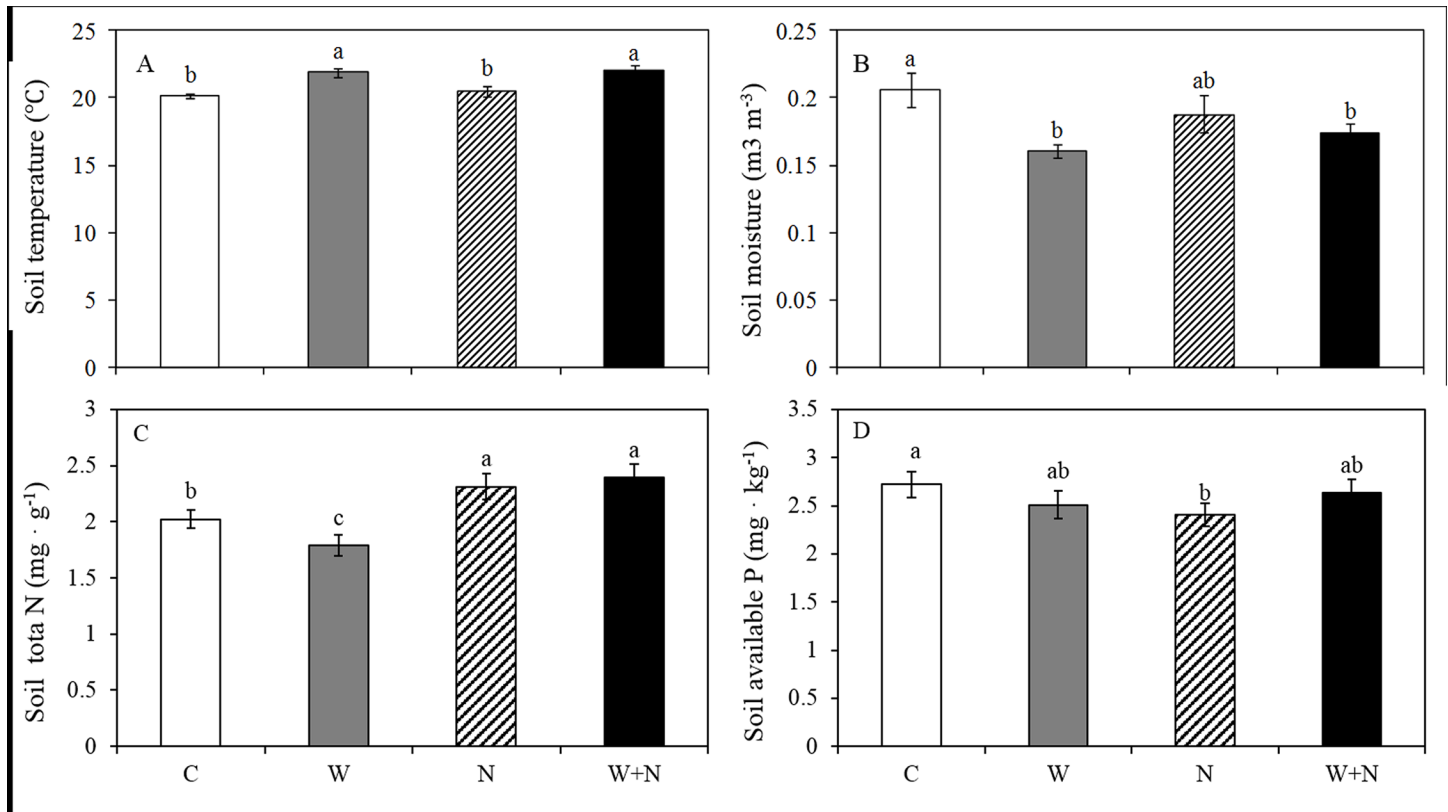 A
Soil temperature (°C)
25
20
15
10
5
0
b
a
b
a
B
Soil moisture (m3 m⁻³)
0.25
0.2
0.15
0.1
0.05
0
a
b
ab
b
C
Soil tota N (mg · g⁻¹)
3
2.5
2
1.5
1
0.5
0
b
c
a
a
C
W
N
W+N
D
Soil available P (mg · kg⁻¹)
3.5
3
2.5
2
1.5
1
0.5
0
a
ab
b
ab
C
W
N
W+N